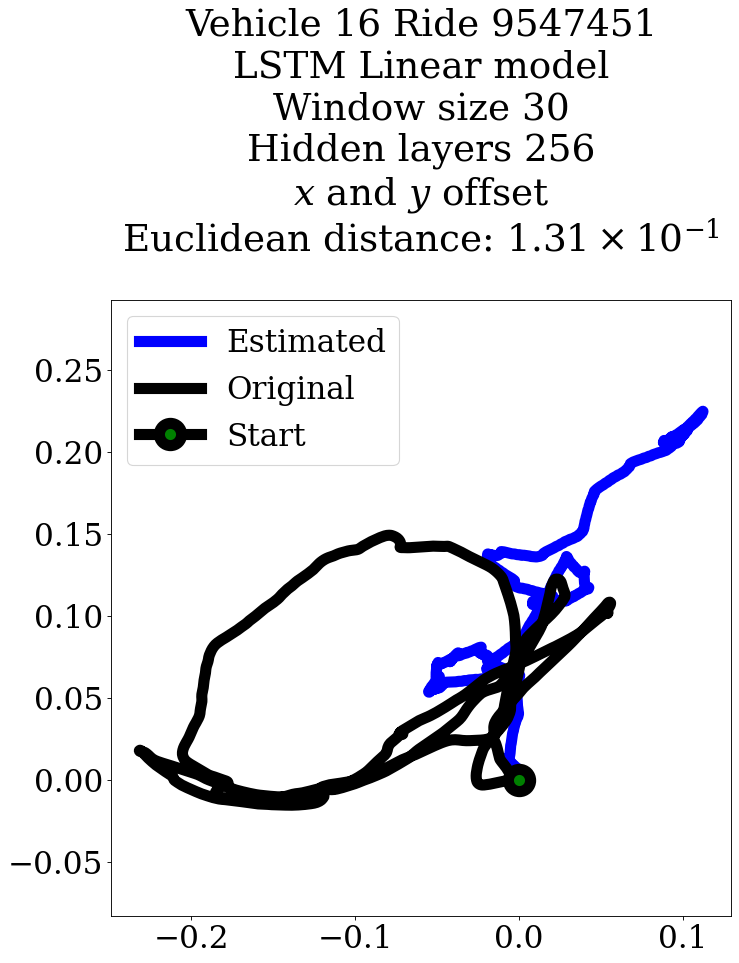 Vehicle 16 Ride 9547451
LSTM Linear model
Window size 30
Hidden layers 256
x and y offset
Euclidean distance: 1.31 × 10⁻¹
Estimated
Original
Start
0.25
0.20
0.15
0.10
0.05
0.00
−0.05
−0.2 −0.1 0.0 0.1